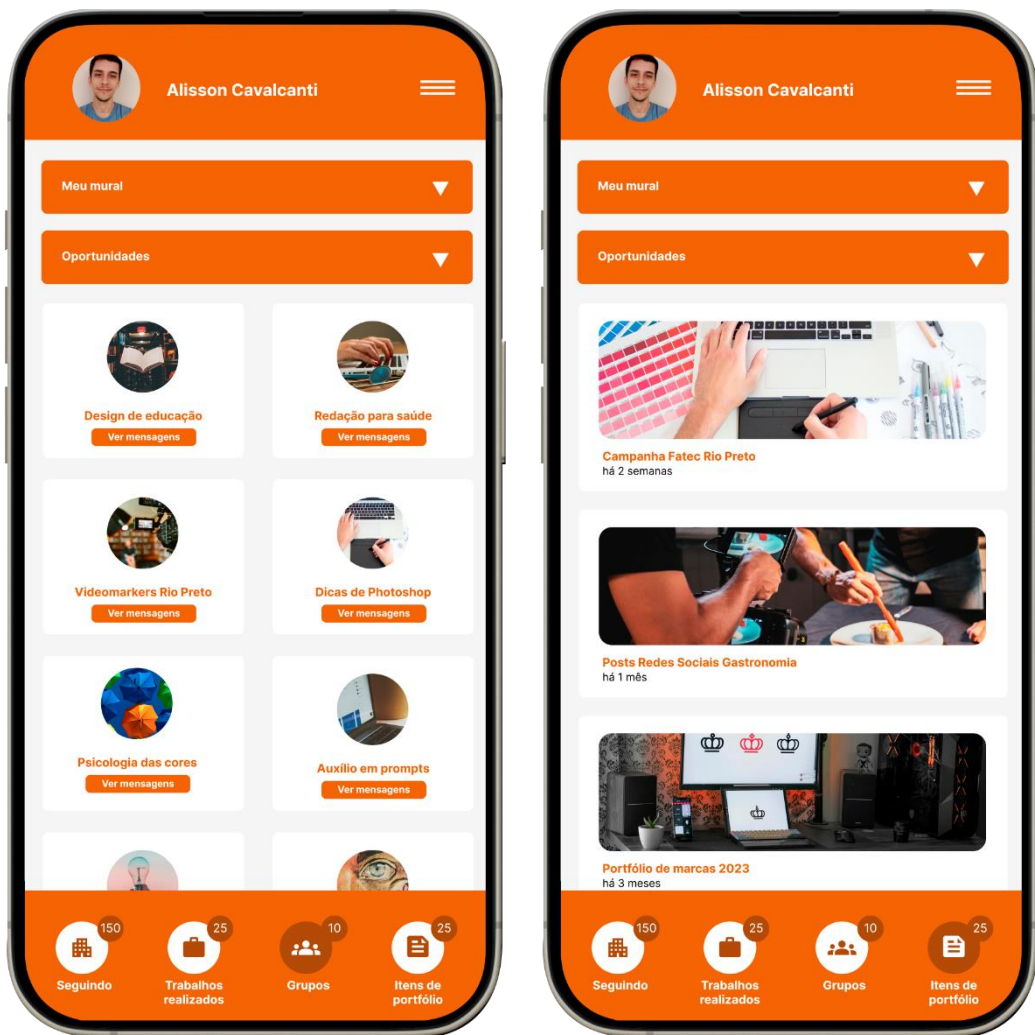 Alisson Cavalcanti
Meu mural
Oportunidades
Design de educação
Ver mensagens
Redação para saúde
Ver mensagens
Videomarkers Rio Preto
Ver mensagens
Dicas de Photoshop
Ver mensagens
Psicologia das cores
Ver mensagens
Auxílio em prompts
Ver mensagens
150
Seguindo
25
Trabalhos
realizados
10
Grupos
25
Itens de
portfólio
Alisson Cavalcanti
Meu mural
Oportunidades
Campanha Fatec Rio Preto
há 2 semanas
Posts Redes Sociais Gastronomia
há 1 mês
Portfólio de marcas 2023
há 3 meses
150
Seguindo
25
Trabalhos
realizados
10
Grupos
25
Itens de
portfólio